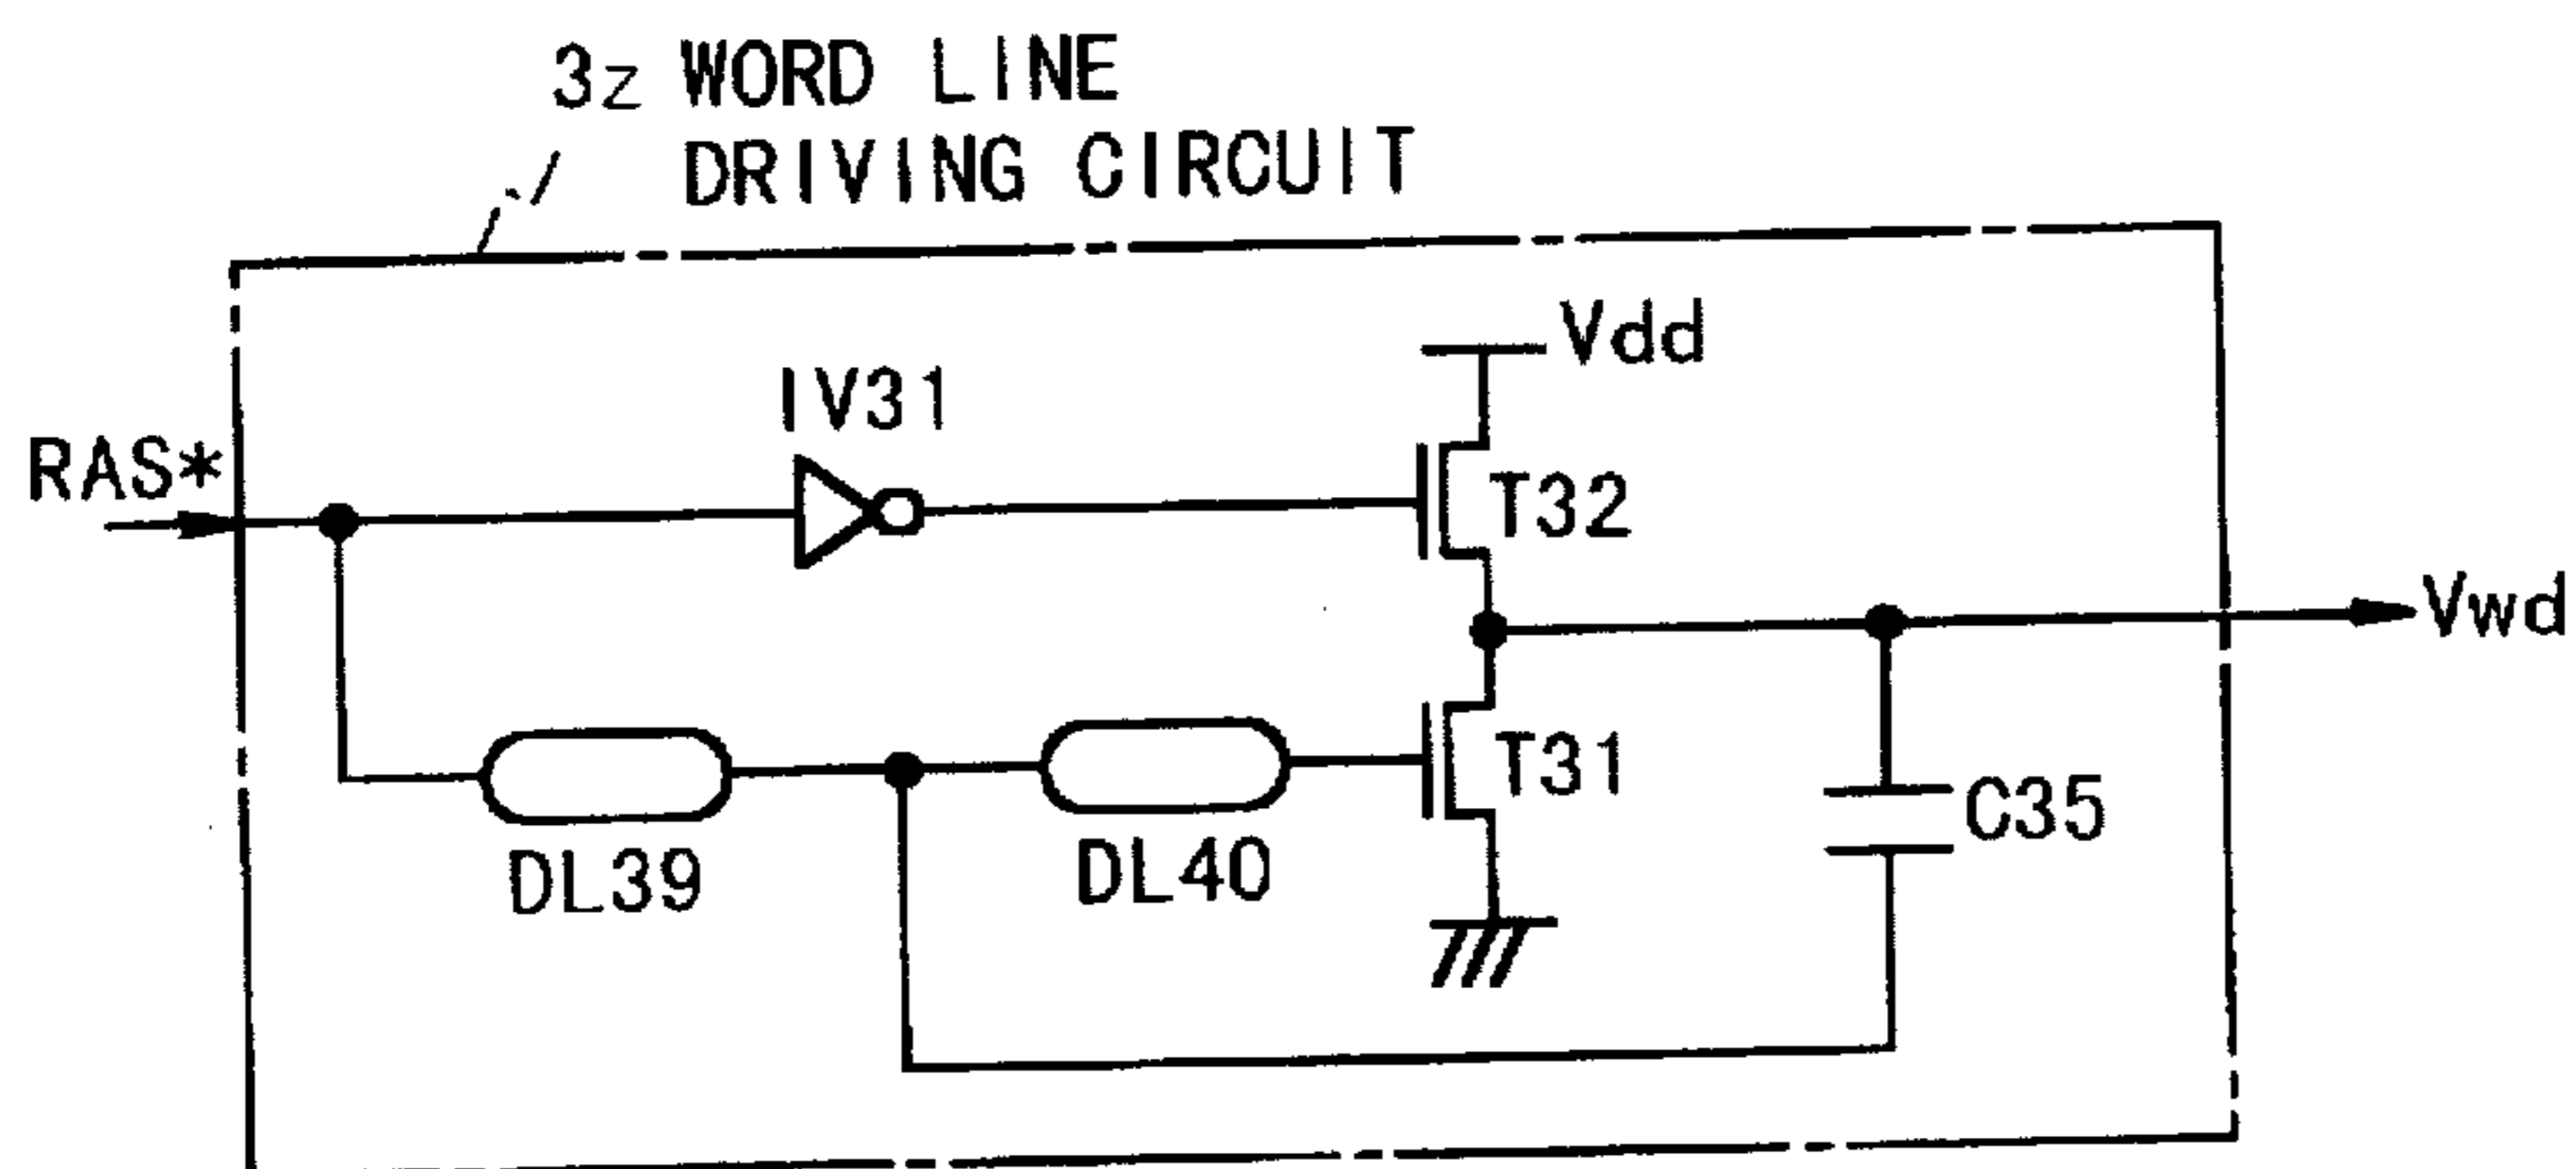 3z WORD LINE
DRIVING CIRCUIT
Vdd
IV31
RAS*
T32
Vwd
T31
C35
DL39
DL40